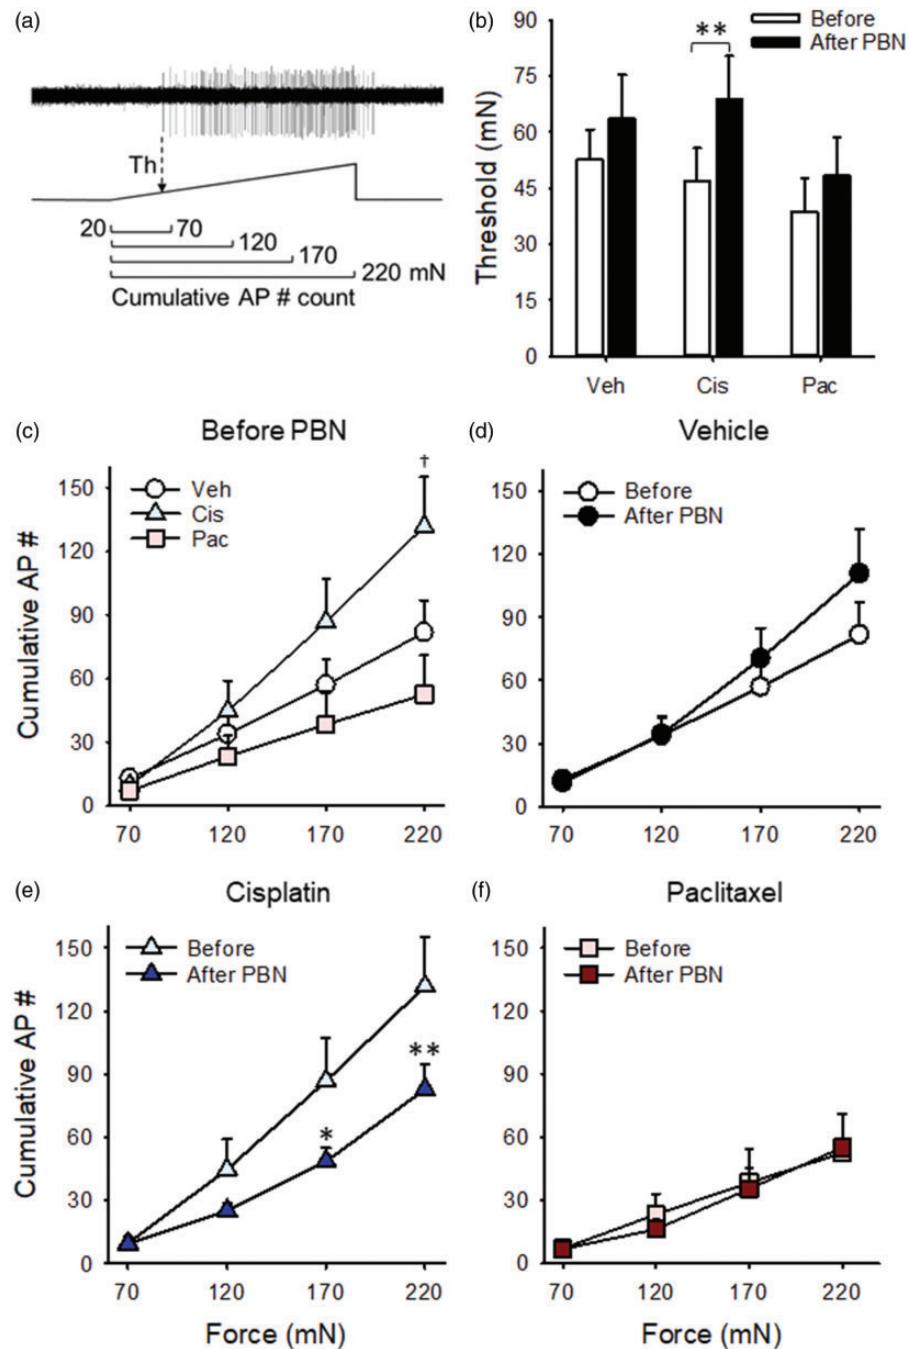 (a)
Th
20 70
120
170
220 mN
Cumulative AP # count
(b)
Before
After PBN
**
Threshold (mN)
90
75
60
45
30
15
0
Veh Cis Pac
(c) Before PBN
Veh
Cis
Pac
†
Cumulative AP #
150
120
90
60
30
0
70 120 170 220
(d) Vehicle
Before
After PBN
150
120
90
60
30
0
70 120 170 220
(e) Cisplatin
Before
After PBN
**
*
Cumulative AP #
150
120
90
60
30
0
70 120 170 220
Force (mN)
(f) Paclitaxel
Before
After PBN
150
120
90
60
30
0
70 120 170 220
Force (mN)